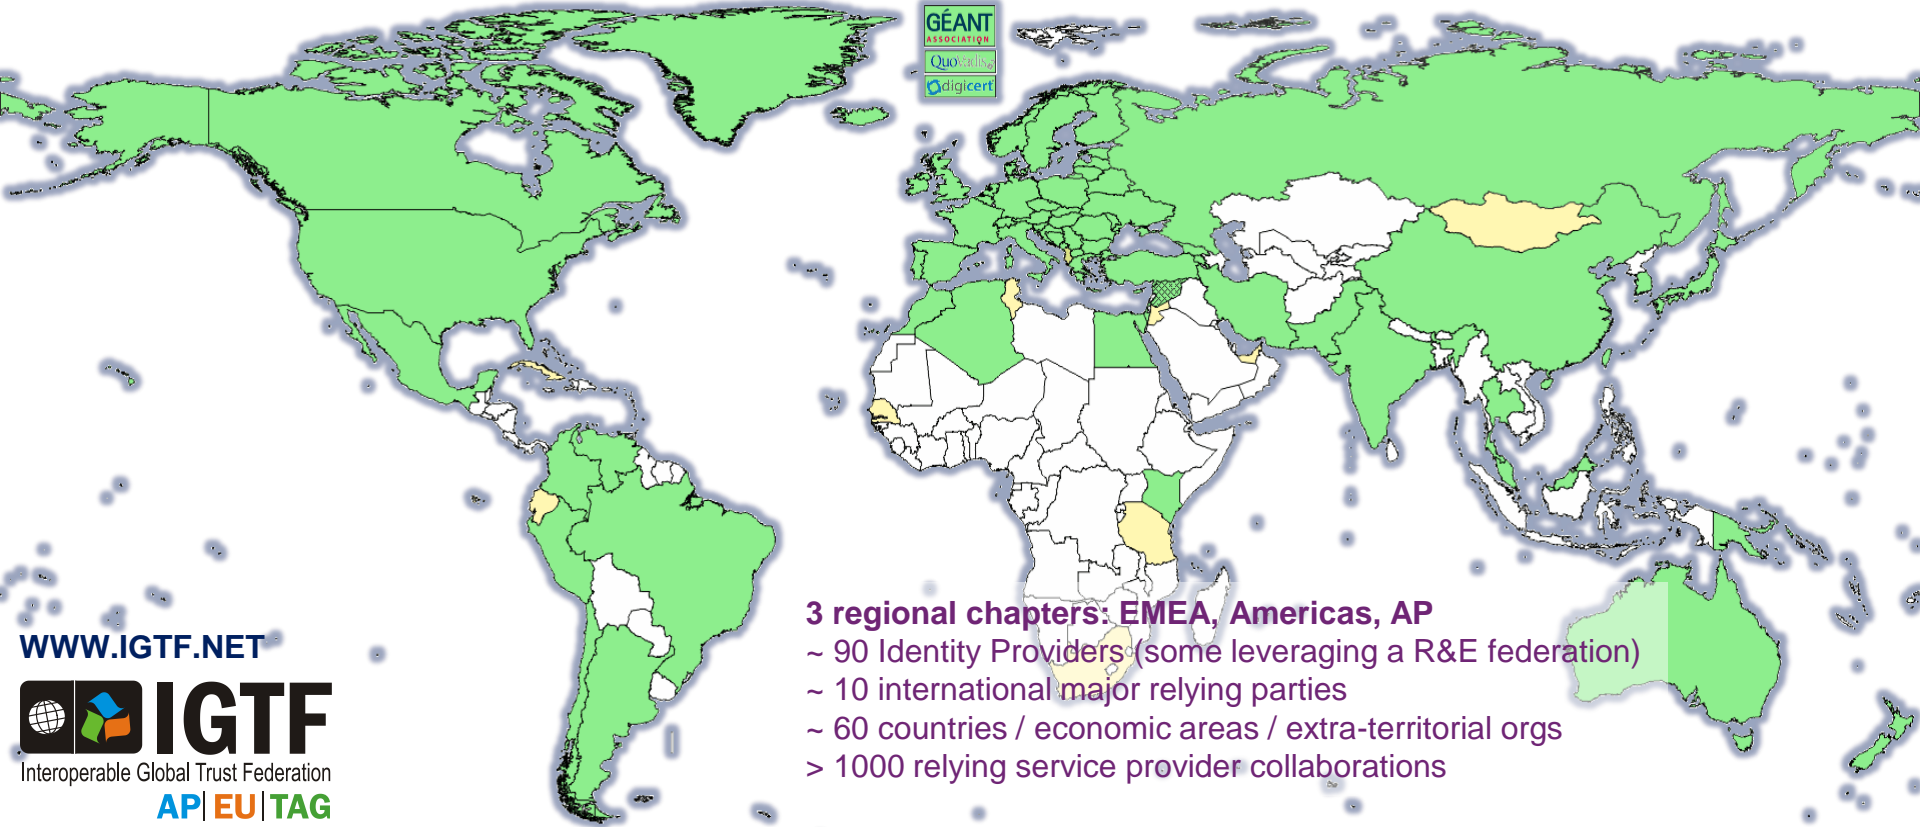 GÉANT
ASSOCIATION
QuoVadis
digicert
3 regional chapters: EMEA, Americas, AP
~ 90 Identity Providers (some leveraging a R&E federation)
~ 10 international major relying parties
~ 60 countries / economic areas / extra-territorial orgs
> 1000 relying service provider collaborations
WWW.IGTF.NET
IGTF
Interoperable Global Trust Federation
AP| EU| TAG